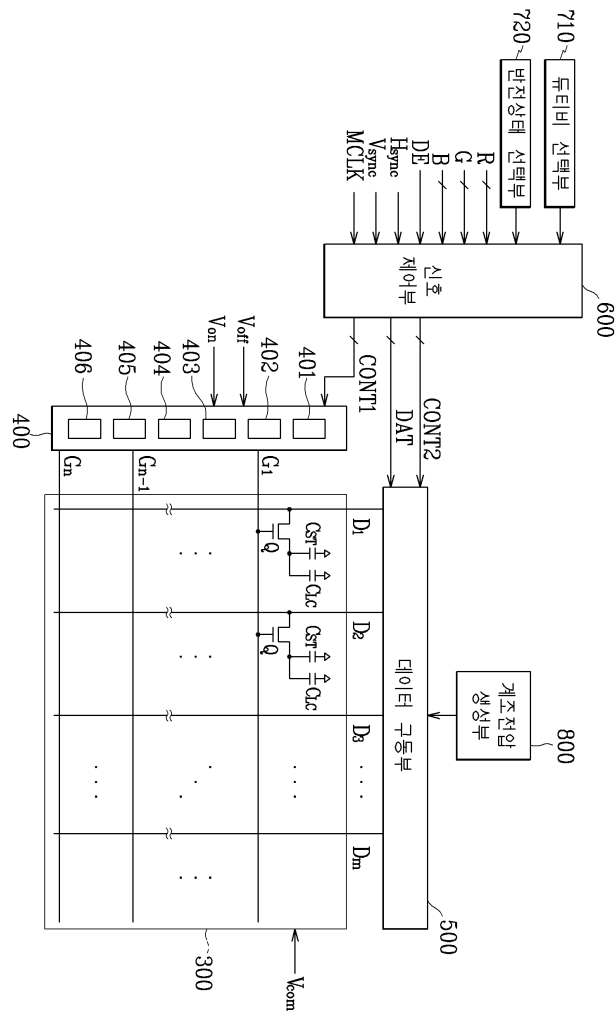 710
듀티비 선택부
720
반전상태 선택부
R
G
B
DE
Hsync
Vsync
MCLK
신호
제어부
600
CONT1
CONT2
DAT
Voff
Von
401
402
403
404
405
406
400
G1
Gn-1
Gn
데이터 구동부
500
계조전압
생성부
800
D1
D2
D3
Dm
Q
CST
CLC
Q
CST
CLC
300
Vcom